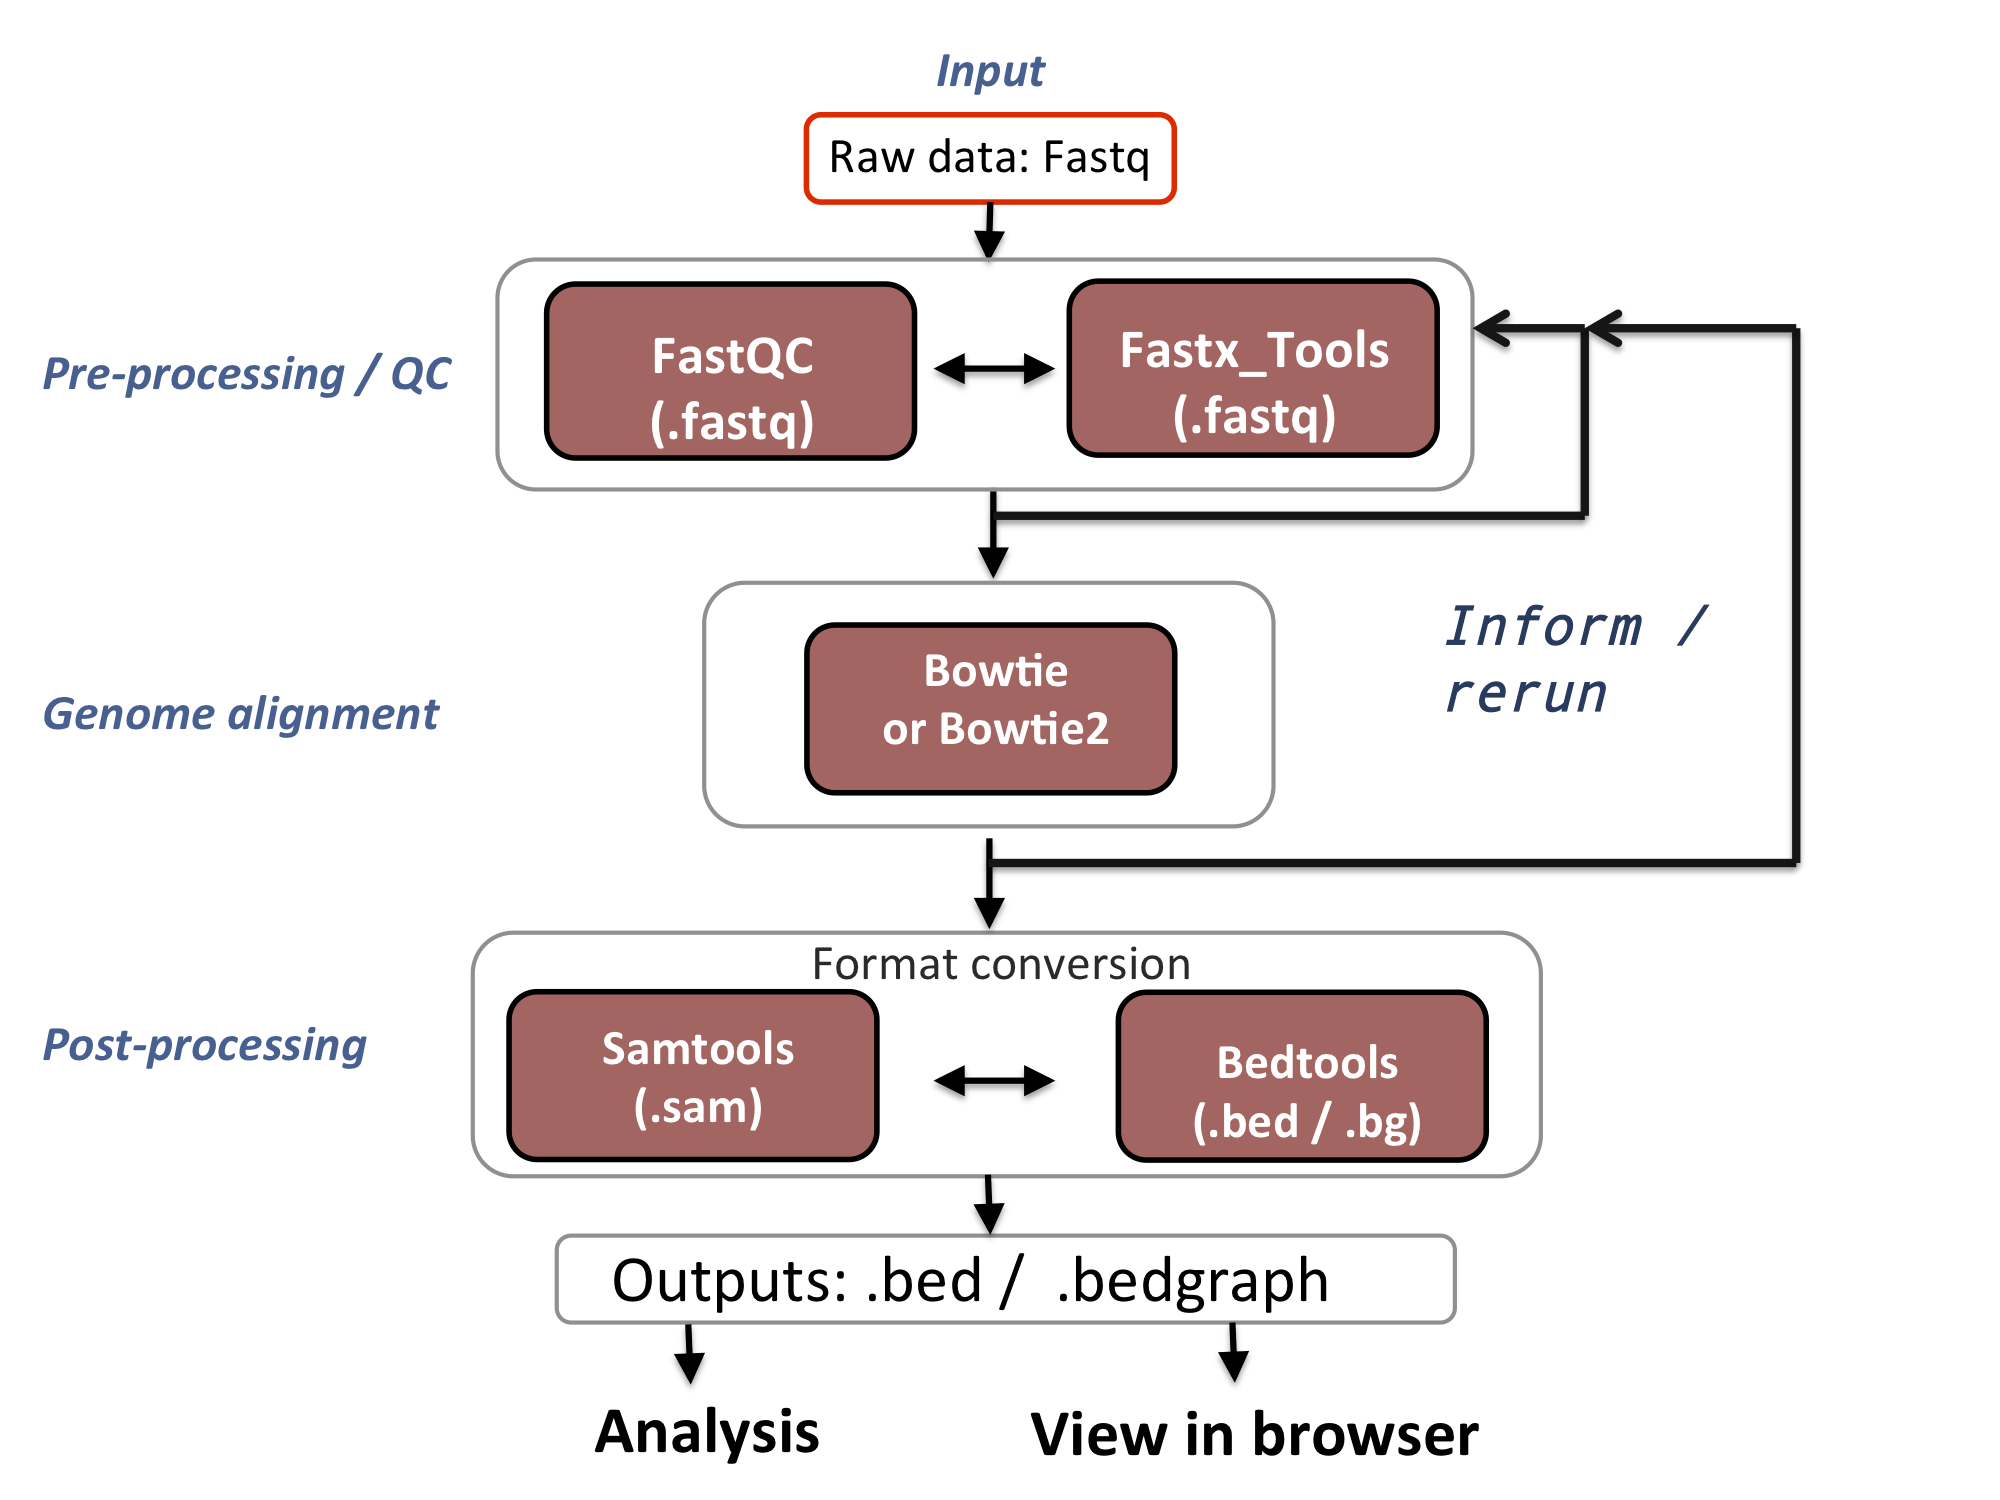 Input
Raw data: Fastq
Pre-processing / QC
FastQC
(.fastq)
Fastx_Tools
(.fastq)
Genome alignment
Bowtie
or Bowtie2
Inform /
rerun
Post-processing
Format conversion
Samtools
(.sam)
Bedtools
(.bed / .bg)
Outputs: .bed / .bedgraph
Analysis
View in browser